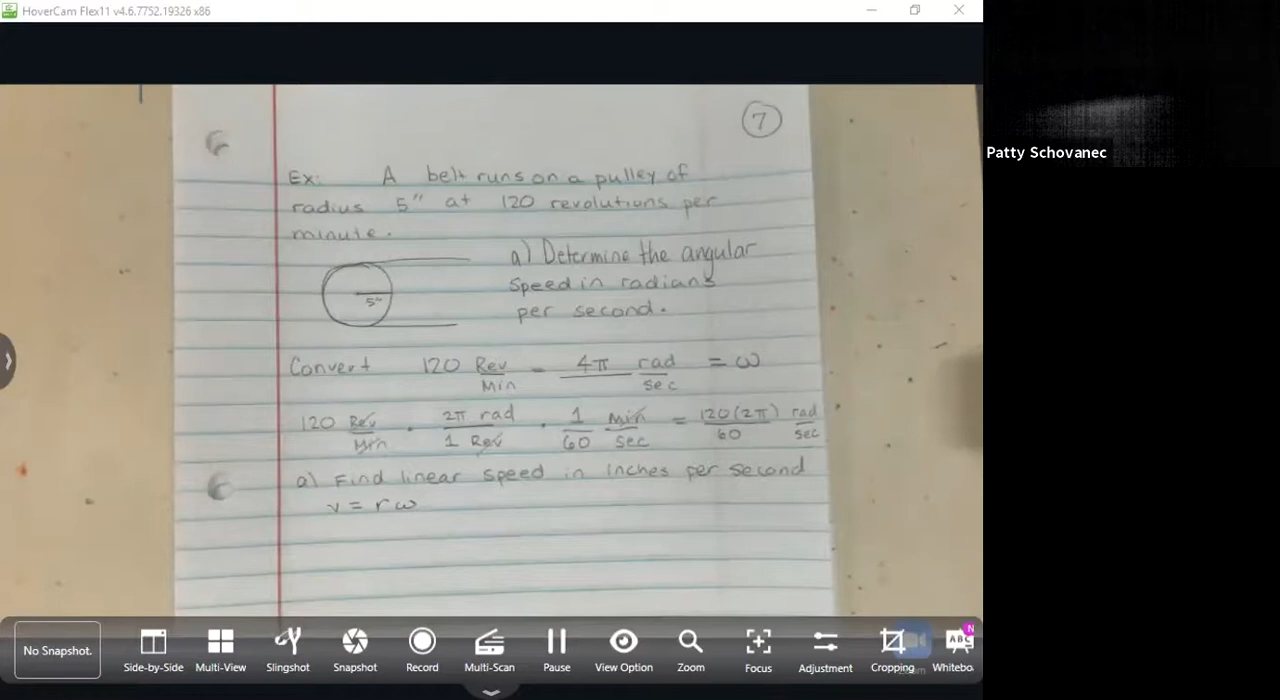 HoverCam Flex11 v4.6.7752.19326 x86
7
Ex: A belt runs on a pulley of
radius 5" at 120 revolutions per
minute.
5"
a) Determine the angular
Speed in radians
per second.
Convert 120 Rev/Min = 4π rad/sec = ω
120 Rev/Min · 2π rad/1 Rev · 1/60 Min/sec = 120(2π)/60 rad/sec
a) Find linear speed in inches per second
v = rω
Patty Schovanec
No Snapshot.
Side-by-Side Multi-View Slingshot Snapshot Record Multi-Scan Pause View Option Zoom Focus Adjustment Cropping Whitebo
ABC
N